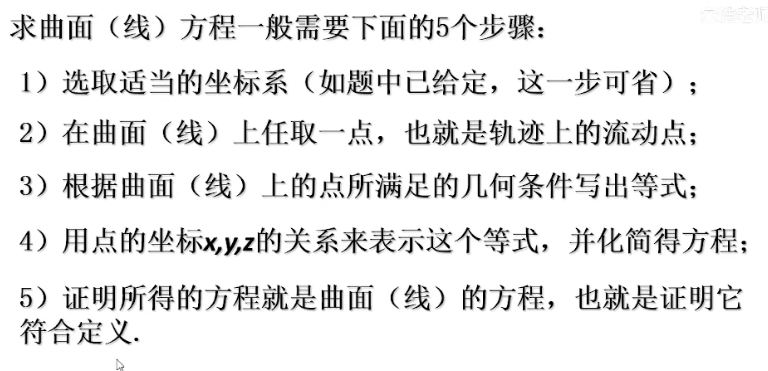 求曲面（线）方程一般需要下面的5个步骤：
1）选取适当的坐标系（如题中已给定，这一步可省）；
2）在曲面（线）上任取一点，也就是轨迹上的流动点；
3）根据曲面（线）上的点所满足的几何条件写出等式；
4）用点的坐标x,y,z的关系来表示这个等式，并化简得方程；
5）证明所得的方程就是曲面（线）的方程，也就是证明它
符合定义.